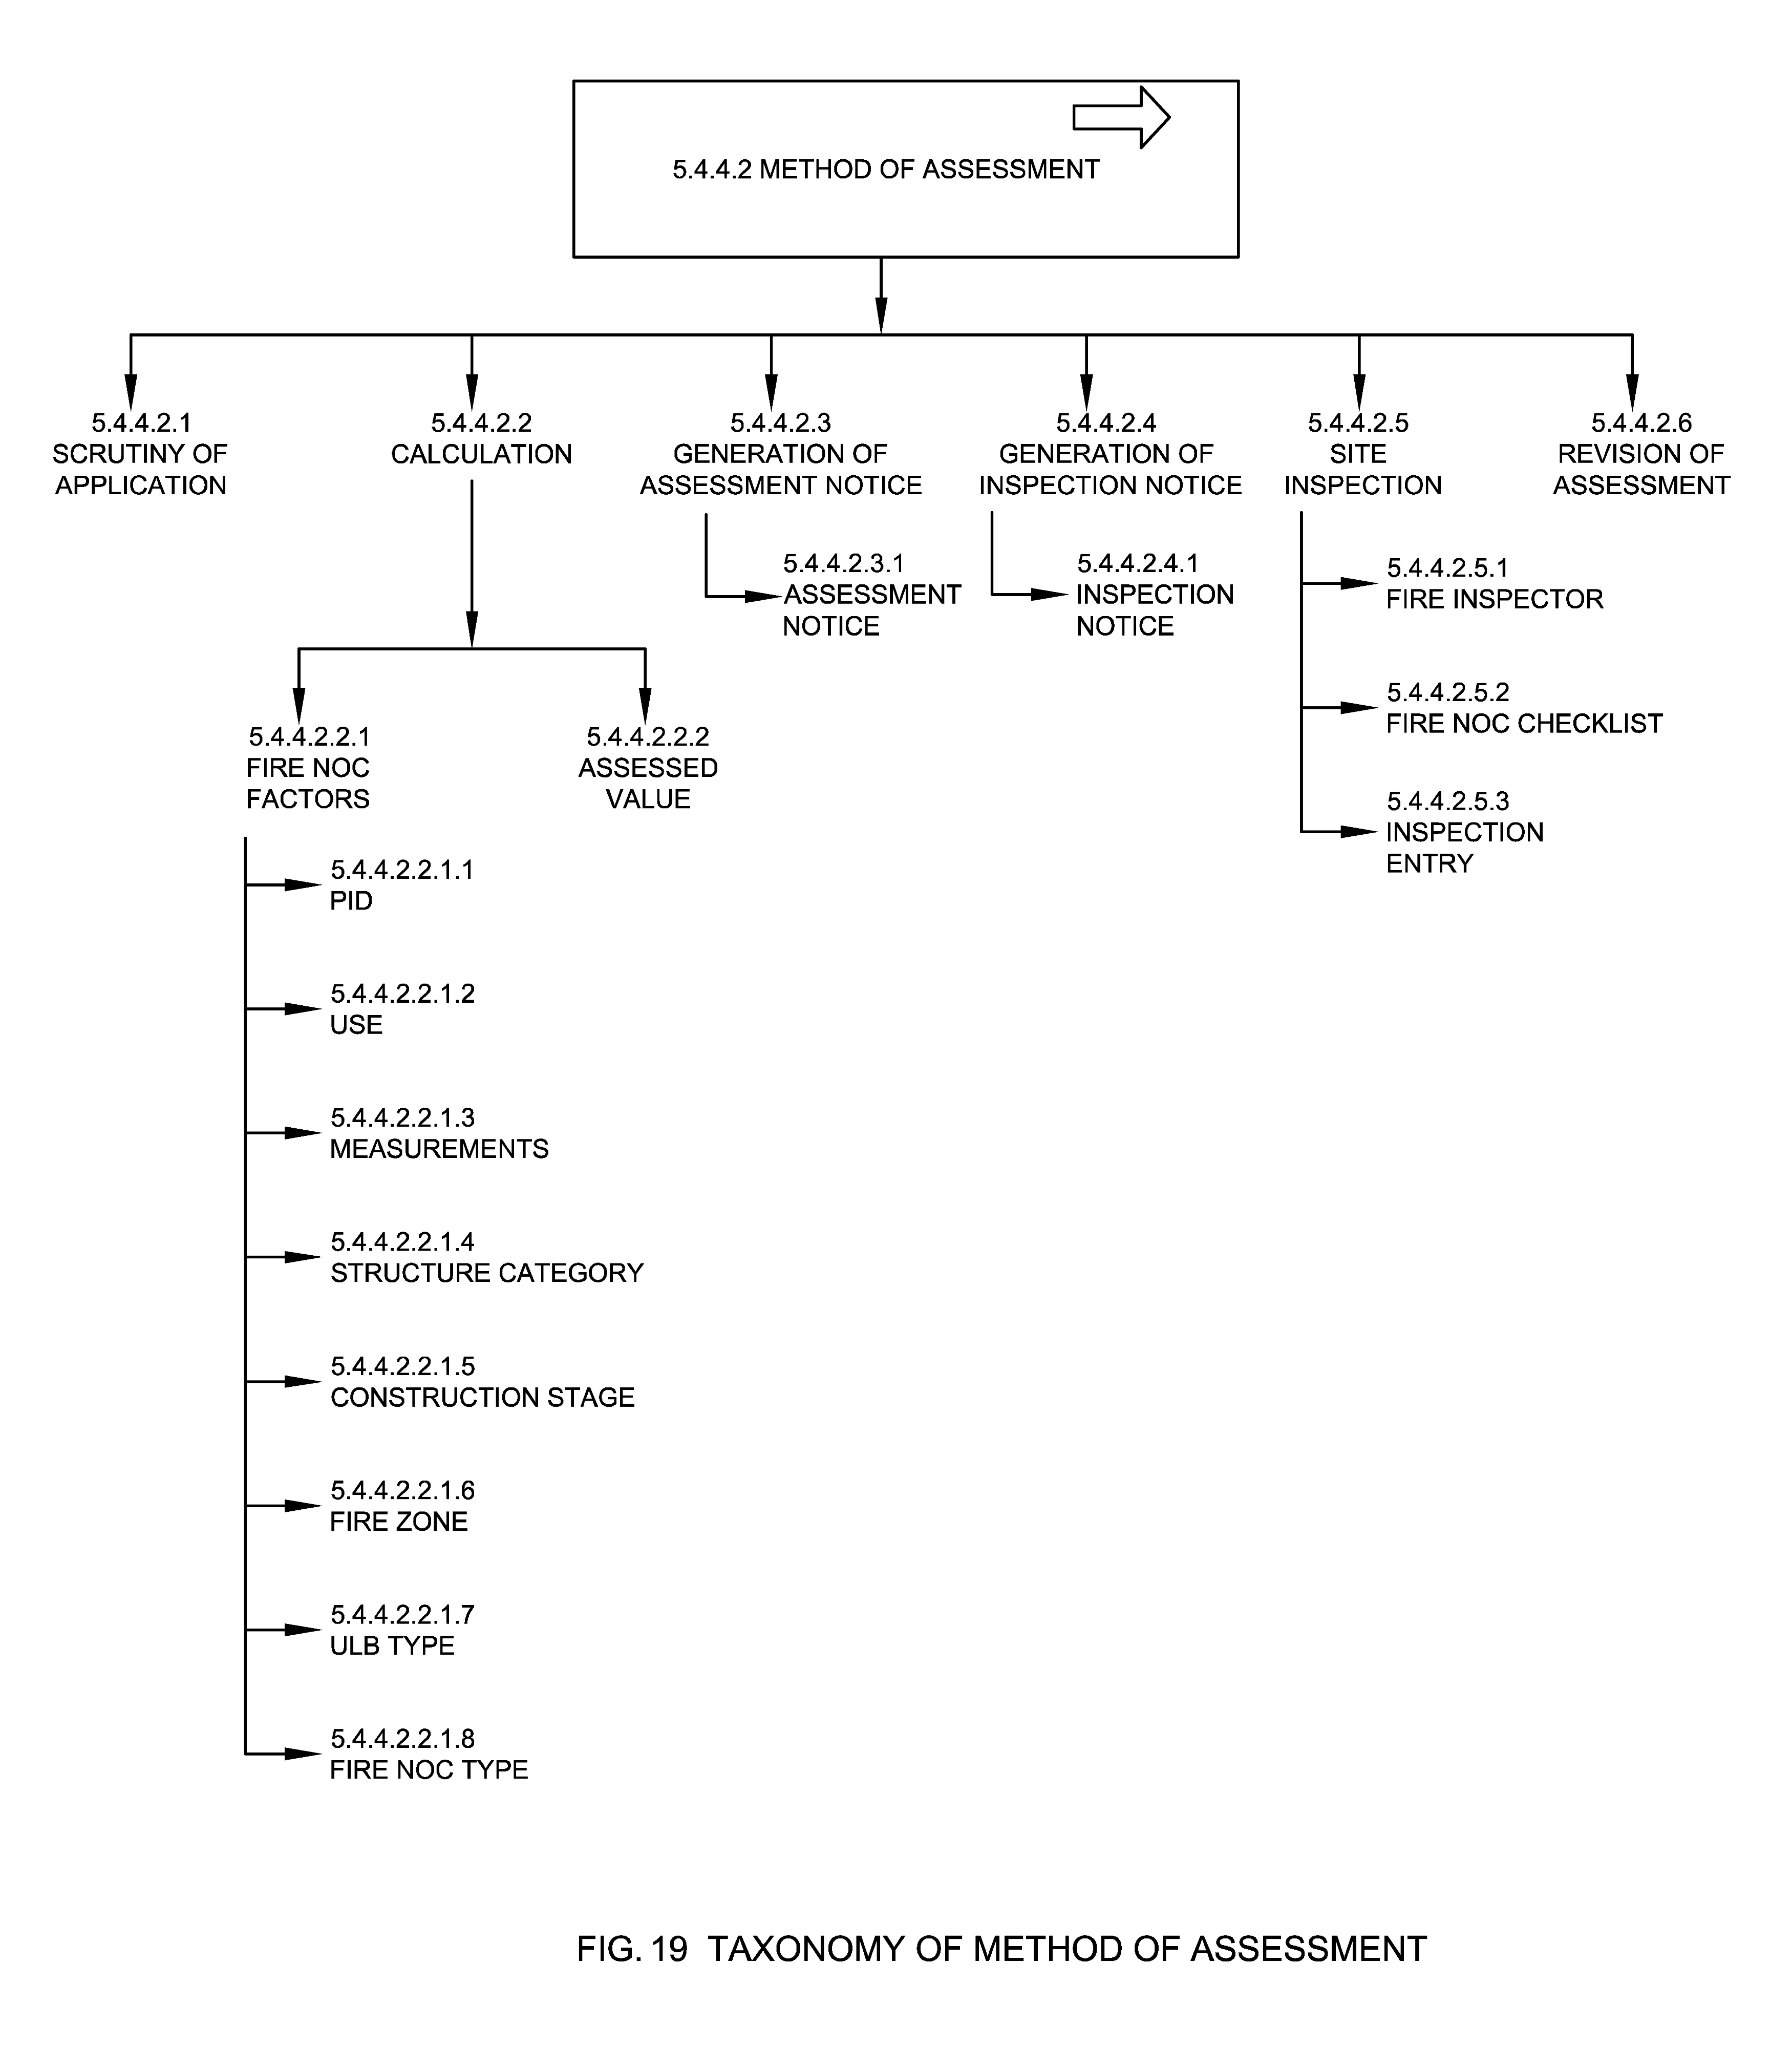 5.4.4.2 METHOD OF ASSESSMENT
5.4.4.2.1
SCRUTINY OF
APPLICATION
5.4.4.2.2
CALCULATION
5.4.4.2.3
GENERATION OF
ASSESSMENT NOTICE
5.4.4.2.4
GENERATION OF
INSPECTION NOTICE
5.4.4.2.5
SITE
INSPECTION
5.4.4.2.6
REVISION OF
ASSESSMENT
5.4.4.2.3.1
ASSESSMENT
NOTICE
5.4.4.2.4.1
INSPECTION
NOTICE
5.4.4.2.5.1
FIRE INSPECTOR
5.4.4.2.5.2
FIRE NOC CHECKLIST
5.4.4.2.5.3
INSPECTION
ENTRY
5.4.4.2.2.1
FIRE NOC
FACTORS
5.4.4.2.2.2
ASSESSED
VALUE
5.4.4.2.2.1.1
PID
5.4.4.2.2.1.2
USE
5.4.4.2.2.1.3
MEASUREMENTS
5.4.4.2.2.1.4
STRUCTURE CATEGORY
5.4.4.2.2.1.5
CONSTRUCTION STAGE
5.4.4.2.2.1.6
FIRE ZONE
5.4.4.2.2.1.7
ULB TYPE
5.4.4.2.2.1.8
FIRE NOC TYPE
FIG. 19 TAXONOMY OF METHOD OF ASSESSMENT